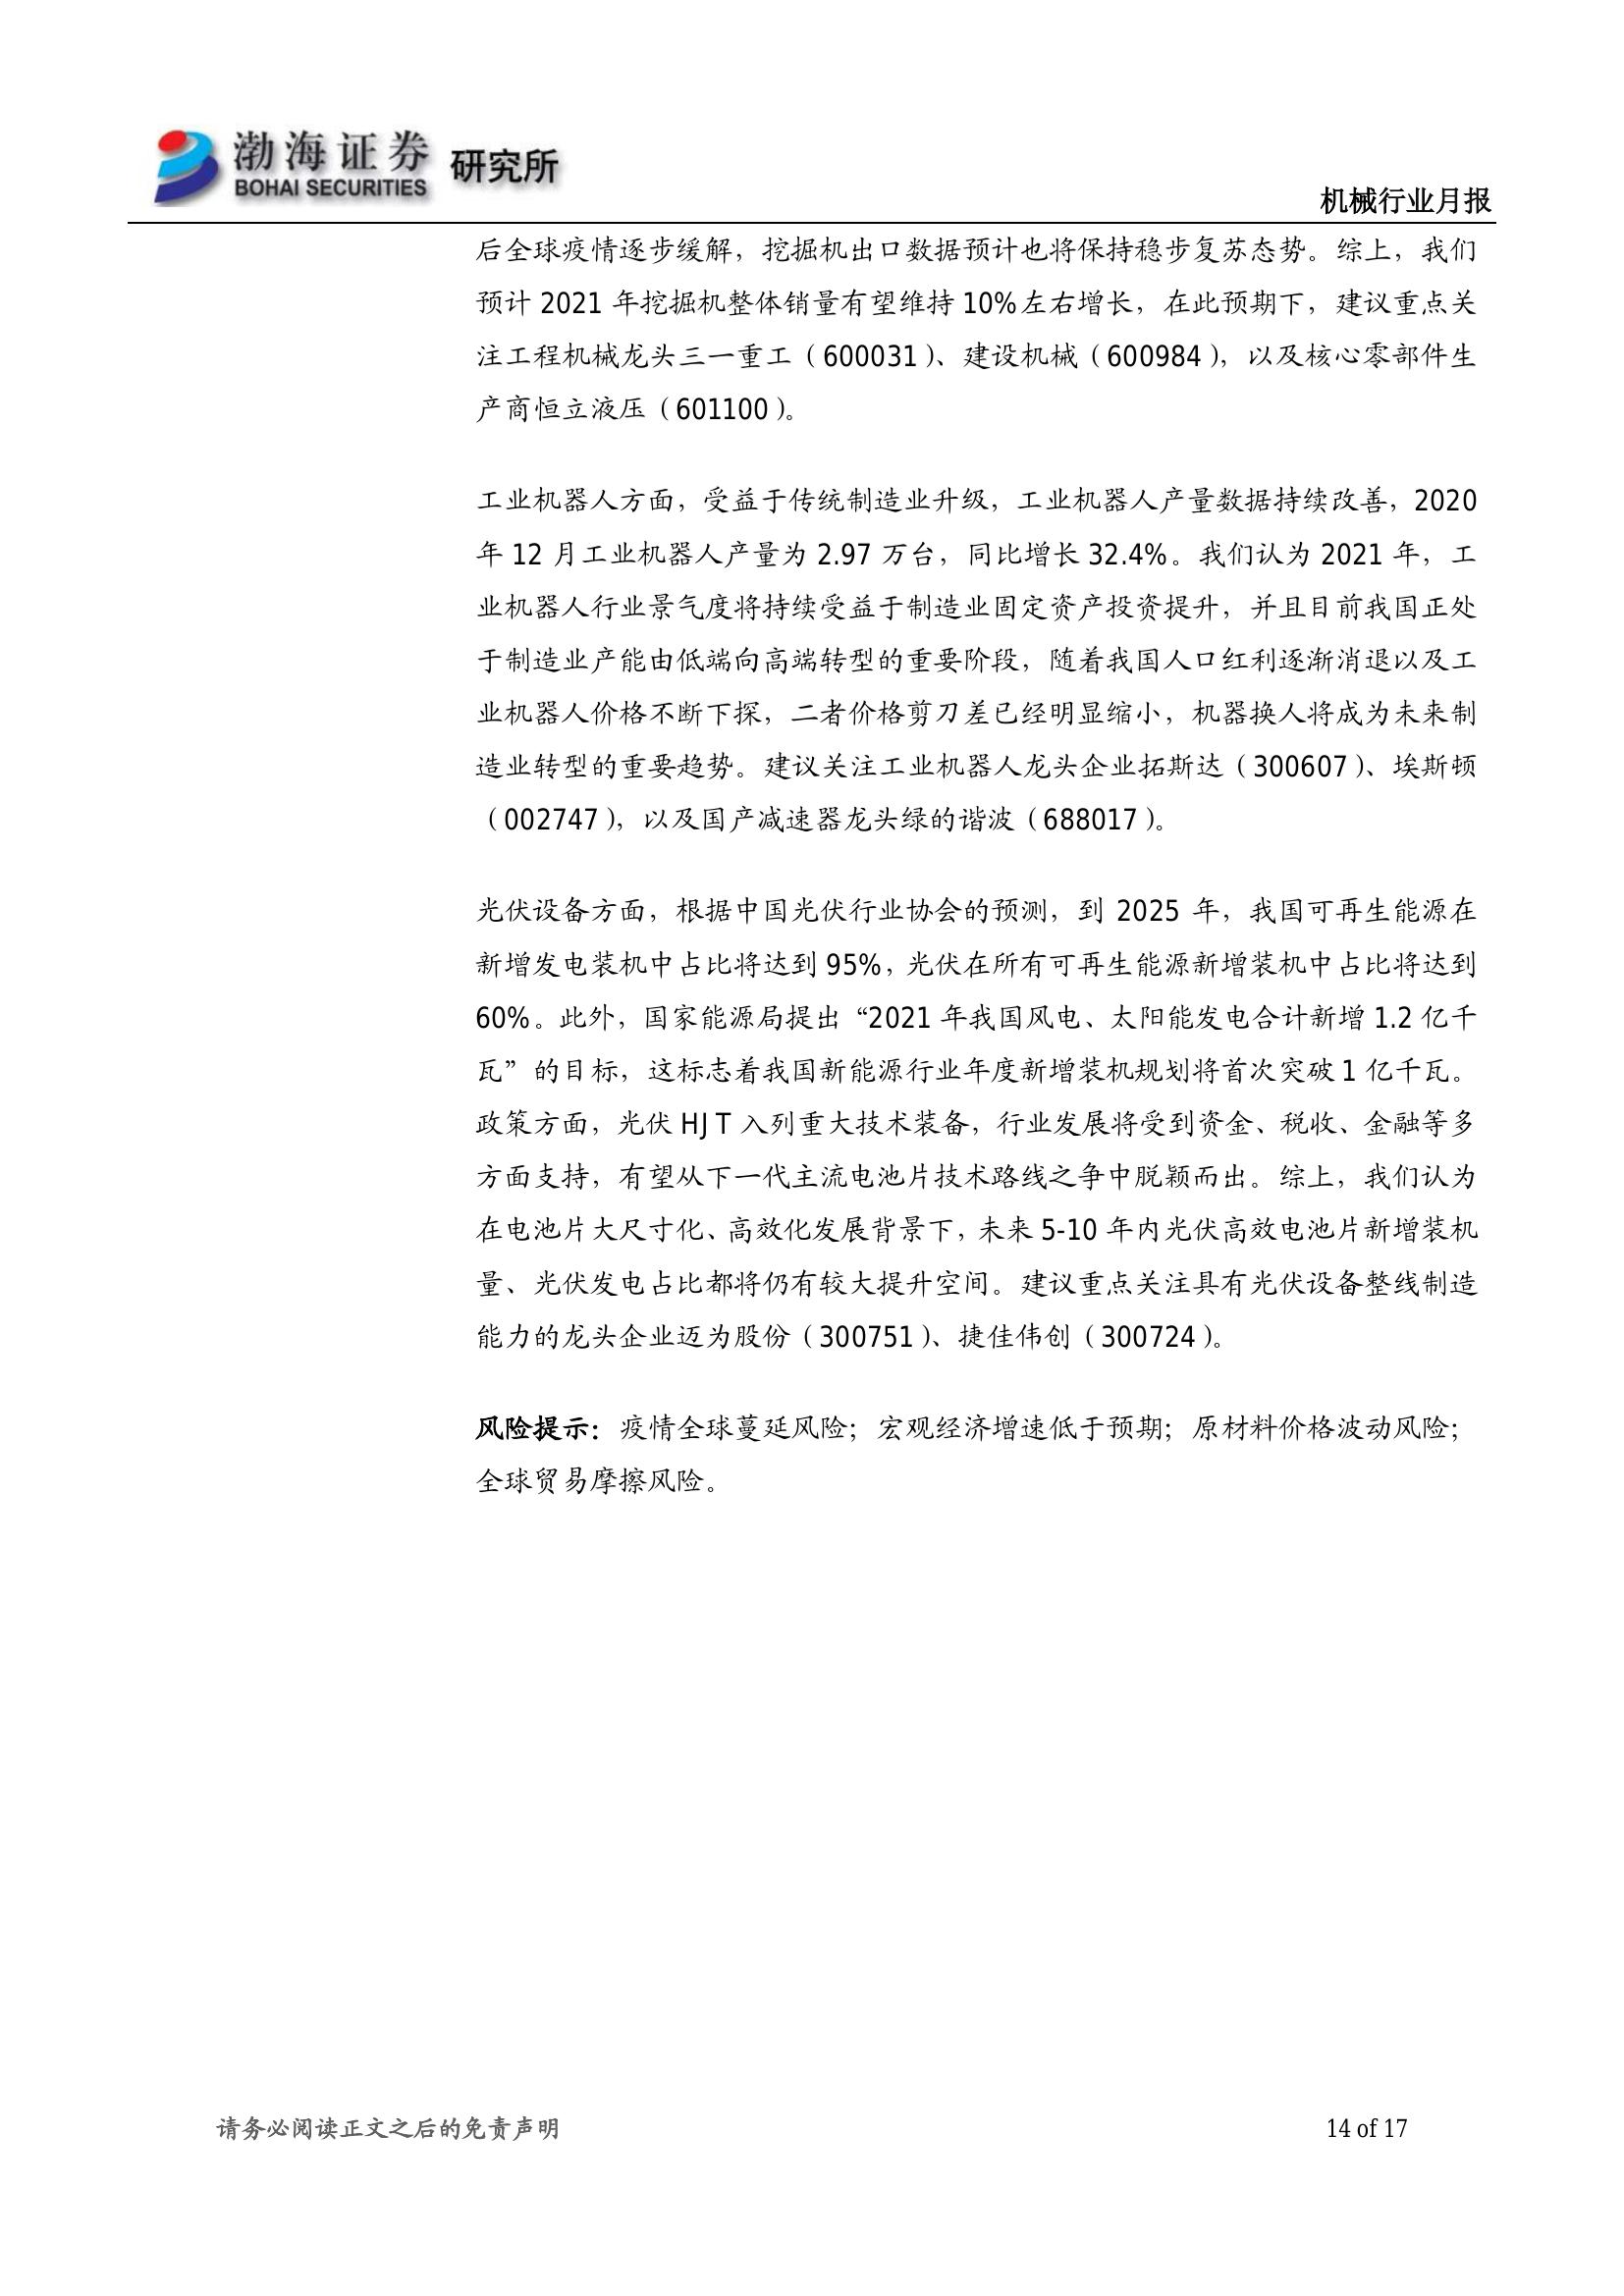 渤海证券
BOHAI SECURITIES
研究所
机械行业月报
后全球疫情逐步缓解，挖掘机出口数据预计也将保持稳步复苏态势。综上，我们
预计 2021 年挖掘机整体销量有望维持 10%左右增长，在此预期下，建议重点关
注工程机械龙头三一重工（600031）、建设机械（600984），以及核心零部件生
产商恒立液压（601100）。
工业机器人方面，受益于传统制造业升级，工业机器人产量数据持续改善，2020
年 12 月工业机器人产量为 2.97 万台，同比增长 32.4%。我们认为 2021 年，工
业机器人行业景气度将持续受益于制造业固定资产投资提升，并且目前我国正处
于制造业产能由低端向高端转型的重要阶段，随着我国人口红利逐渐消退以及工
业机器人价格不断下探，二者价格剪刀差已经明显缩小，机器换人将成为未来制
造业转型的重要趋势。建议关注工业机器人龙头企业拓斯达（300607）、埃斯顿
（002747），以及国产减速器龙头绿的谐波（688017）。
光伏设备方面，根据中国光伏行业协会的预测，到 2025 年，我国可再生能源在
新增发电装机中占比将达到 95%，光伏在所有可再生能源新增装机中占比将达到
60%。此外，国家能源局提出“2021 年我国风电、太阳能发电合计新增 1.2 亿千
瓦”的目标，这标志着我国新能源行业年度新增装机规划将首次突破 1 亿千瓦。
政策方面，光伏 HJT 入列重大技术装备，行业发展将受到资金、税收、金融等多
方面支持，有望从下一代主流电池片技术路线之争中脱颖而出。综上，我们认为
在电池片大尺寸化、高效化发展背景下，未来 5-10 年内光伏高效电池片新增装机
量、光伏发电占比都将仍有较大提升空间。建议重点关注具有光伏设备整线制造
能力的龙头企业迈为股份（300751）、捷佳伟创（300724）。
风险提示：疫情全球蔓延风险；宏观经济增速低于预期；原材料价格波动风险；
全球贸易摩擦风险。
请务必阅读正文之后的免责声明
14 of 17